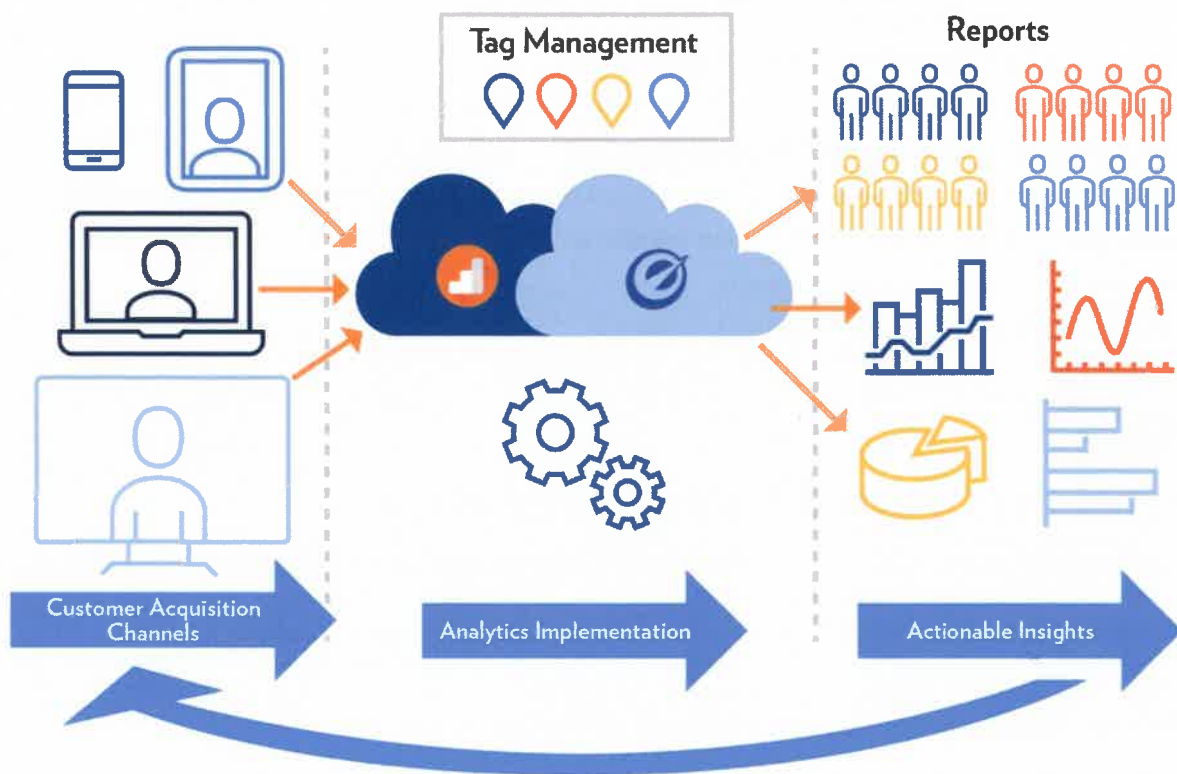 Tag Management
Reports
Customer Acquisition
Channels
Analytics Implementation
Actionable Insights